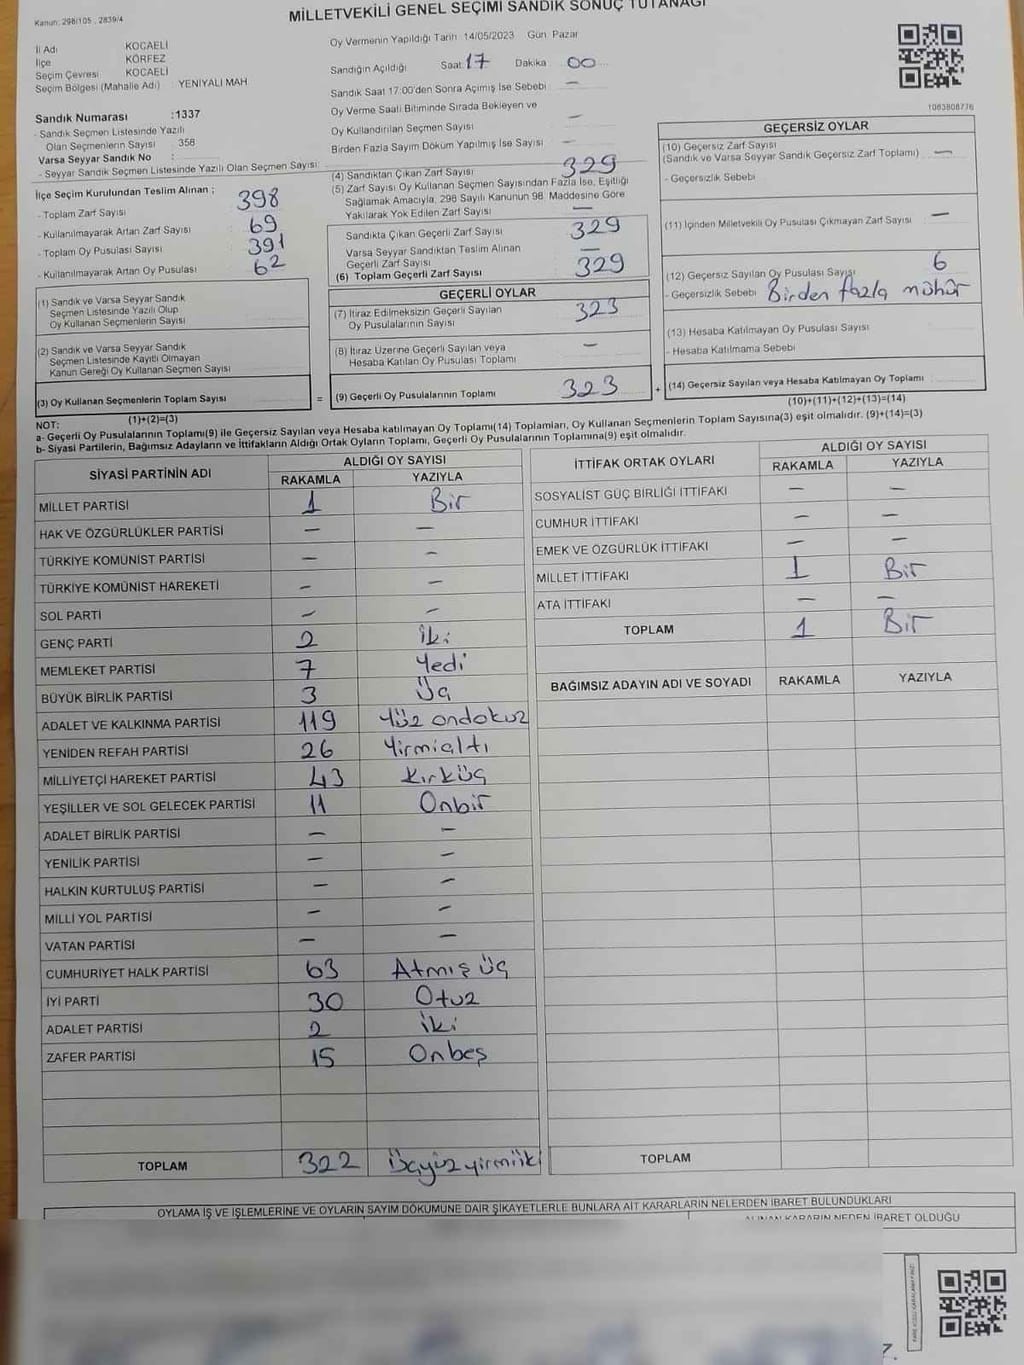 Kanun: 298/105 , 2839/4
MİLLETVEKİLİ GENEL SEÇİMİ SANDIK SONUÇ TUTANAĞI
İl Adı KOCAELİ
İlçe KÖRFEZ
Seçim Çevresi KOCAELİ
Seçim Bölgesi (Mahalle Adı) YENİYALI MAH
Oy Vermenin Yapıldığı Tarih 14/05/2023 Gün Pazar
Sandığın Açıldığı Saat 17 Dakika 00
Sandık Saat 17:00'den Sonra Açımış İse Sebebi –
Oy Verme Saati Bitiminde Sırada Bekleyen ve
Oy Kullandırılan Seçmen Sayısı –
Birden Fazla Sayım Döküm Yapılmış İse Sayısı –
1083808776
Sandık Numarası :1337
- Sandık Seçmen Listesinde Yazılı
Olan Seçmenlerin Sayısı : 358
Varsa Seyyar Sandık No :
- Seyyar Seçmen Listesinde Yazılı Olan Seçmen Sayısı:
İlçe Seçim Kurulundan Teslim Alınan ;
- Toplam Zarf Sayısı 398
- Kullanılmayarak Artan Zarf Sayısı 69
- Toplam Oy Pusulası Sayısı 391
- Kullanılmayarak Artan Oy Pusulası 62
(1) Sandık ve Varsa Seyyar Sandık
Seçmen Listesinde Yazılı Olup
Oy Kullanan Seçmenlerin Sayısı
(2) Sandık ve Varsa Seyyar Sandık
Seçmen Listesinde Kayıtlı Olmayan
Kanun Gereği Oy Kullanan Seçmen Sayısı
(3) Oy Kullanan Seçmenlerin Toplam Sayısı
(1)+(2)=(3)
(4) Sandıktan Çıkan Zarf Sayısı 329
(5) Zarf Sayısı Oy Kullanan Seçmen Sayısından Fazla İse, Eşitliği
Sağlamak Amacıyla, 298 Sayılı Kanunun 98. Maddesine Göre
Yakılarak Yok Edilen Zarf Sayısı –
Sandıkta Çıkan Geçerli Zarf Sayısı 329
Varsa Seyyar Sandıktan Teslim Alınan
Geçerli Zarf Sayısı –
(6) Toplam Geçerli Zarf Sayısı 329
GEÇERLİ OYLAR
(7) İtiraz Edilmeksizin Geçerli Sayılan
Oy Pusulalarının Sayısı 323
(8) İtiraz Üzerine Geçerli Sayılan veya
Hesaba Katılan Oy Pusulası Toplamı –
= (9) Geçerli Oy Pusulalarının Toplamı 323 +
GEÇERSİZ OYLAR
(10) Geçersiz Zarf Sayısı
(Sandık ve Varsa Seyyar Sandık Geçersiz Zarf Toplamı) –
- Geçersizlik Sebebi
(11) İçinden Milletvekili Oy Pusulası Çıkmayan Zarf Sayısı –
(12) Geçersiz Sayılan Oy Pusulası Sayısı 6
- Geçersizlik Sebebi Birden fazla mühür
(13) Hesaba Katılmayan Oy Pusulası Sayısı
- Hesaba Katılmama Sebebi
(14) Geçersiz Sayılan veya Hesaba Katılmayan Oy Toplamı
(10)+(11)+(12)+(13)=(14)
NOT:
a- Geçerli Oy Pusulalarının Toplamı(9) ile Geçersiz Sayılan veya Hesaba katılmayan Oy Toplamı(14) Toplamları, Oy Kullanan Seçmenlerin Toplam Sayısına(3) eşit olmalıdır. (9)+(14)=(3)
b- Siyasi Partilerin, Bağımsız Adayların ve İttifakların Aldığı Ortak Oyların Toplamı, Geçerli Oy Pusulalarının Toplamına(9) eşit olmalıdır.
SİYASİ PARTİNİN ADI ALDIĞI OY SAYISI
RAKAMLA YAZIYLA
MİLLET PARTİSİ 1 Bir
HAK VE ÖZGÜRLÜKLER PARTİSİ – –
TÜRKİYE KOMÜNİST PARTİSİ – –
TÜRKİYE KOMÜNİST HAREKETİ – –
SOL PARTİ – –
GENÇ PARTİ 2 İki
MEMLEKET PARTİSİ 7 Yedi
BÜYÜK BİRLİK PARTİSİ 3 Üç
ADALET VE KALKINMA PARTİSİ 119 Yüz ondokuz
YENİDEN REFAH PARTİSİ 26 Yirmialtı
MİLLİYETÇİ HAREKET PARTİSİ 43 Kırküç
YEŞİLLER VE SOL GELECEK PARTİSİ 11 Onbir
ADALET BİRLİK PARTİSİ – –
YENİLİK PARTİSİ – –
HALKIN KURTULUŞ PARTİSİ – –
MİLLİ YOL PARTİSİ – –
VATAN PARTİSİ – –
CUMHURİYET HALK PARTİSİ 63 Atmış üç
İYİ PARTİ 30 Otuz
ADALET PARTİSİ 2 İki
ZAFER PARTİSİ 15 Onbeş
TOPLAM 322 Üçyüz yirmiiki
İTTİFAK ORTAK OYLARI ALDIĞI OY SAYISI
RAKAMLA YAZIYLA
SOSYALİST GÜÇ BİRLİĞİ İTTİFAKI – –
CUMHUR İTTİFAKI – –
EMEK VE ÖZGÜRLÜK İTTİFAKI – –
MİLLET İTTİFAKI 1 Bir
ATA İTTİFAKI – –
TOPLAM 1 Bir
BAĞIMSIZ ADAYIN ADI VE SOYADI RAKAMLA YAZIYLA
TOPLAM
OYLAMA İŞ VE İŞLEMLERİNE VE OYLARIN SAYIM DÖKÜMÜNE DAİR ŞİKAYETLERLE BUNLARA AİT KARARLARIN NELERDEN İBARET BULUNDUKLARI
ALINAN KARARIN NEDEN İBARET OLDUĞU